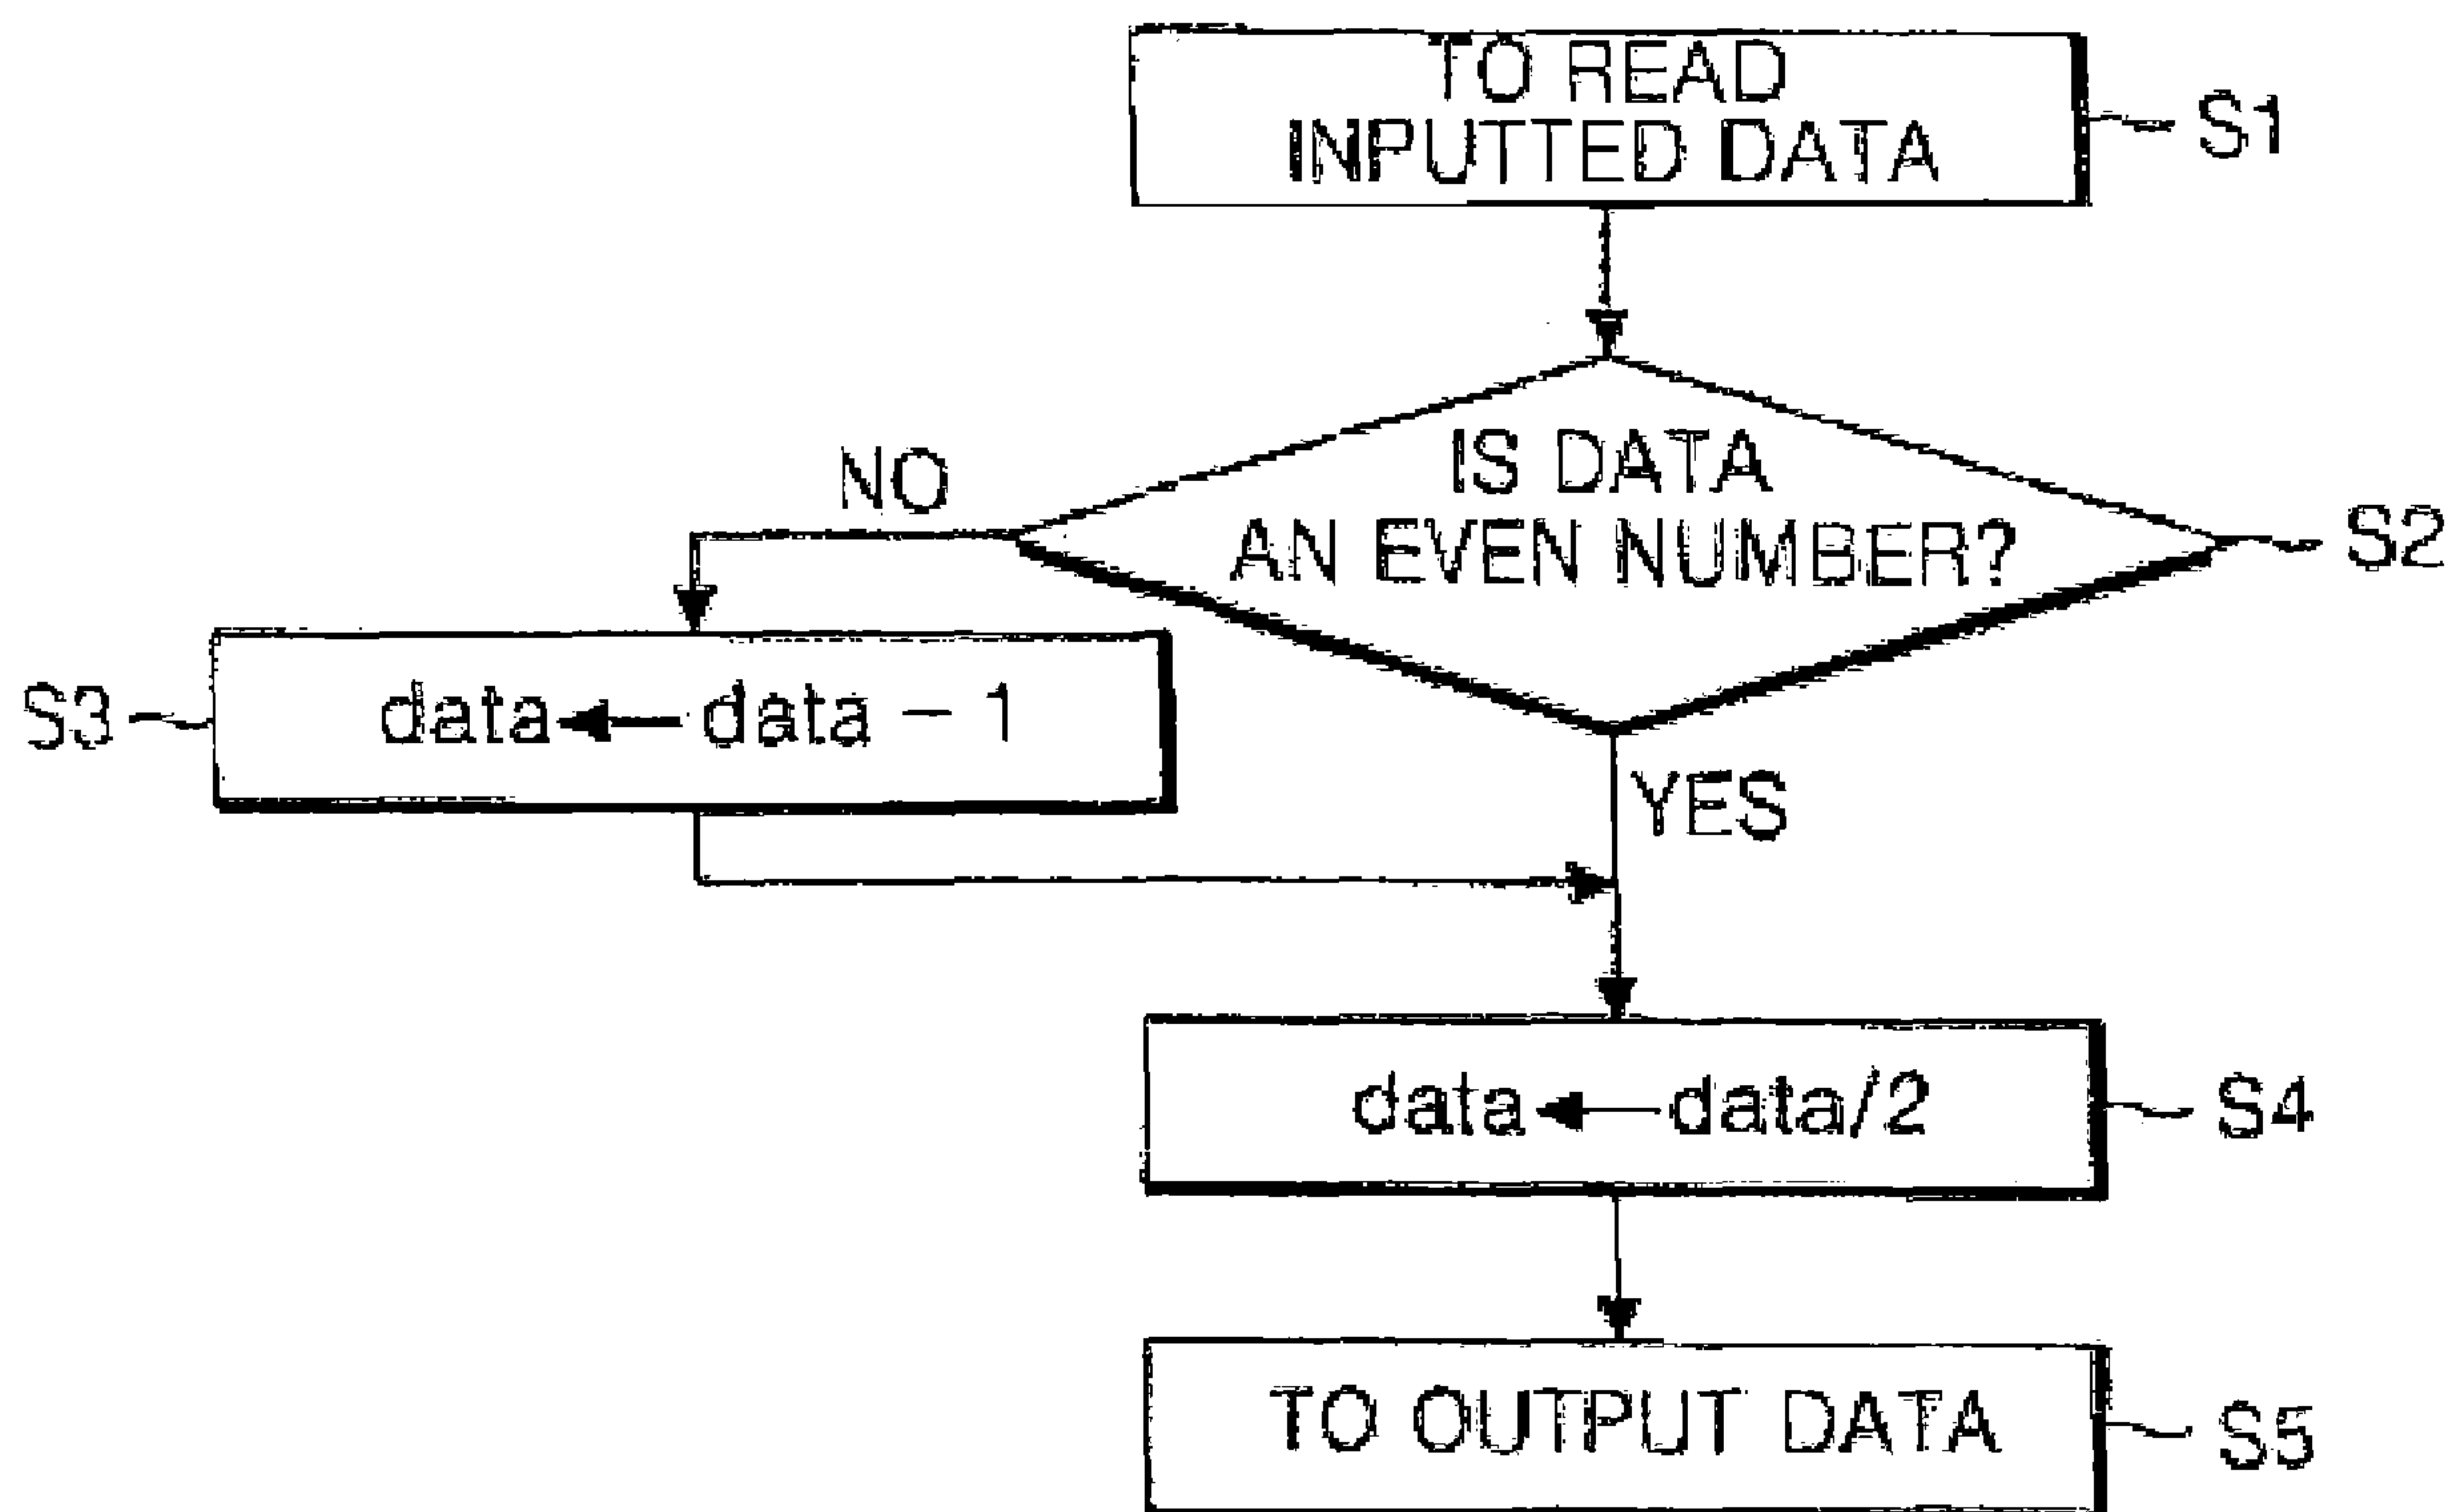 TO READ
INPUTTED DATA
S1
IS DATA
AN EVEN NUMBER?
S2
NO
S3
data ← data − 1
YES
data ← data/2
S4
TO OUTPUT DATA
S5